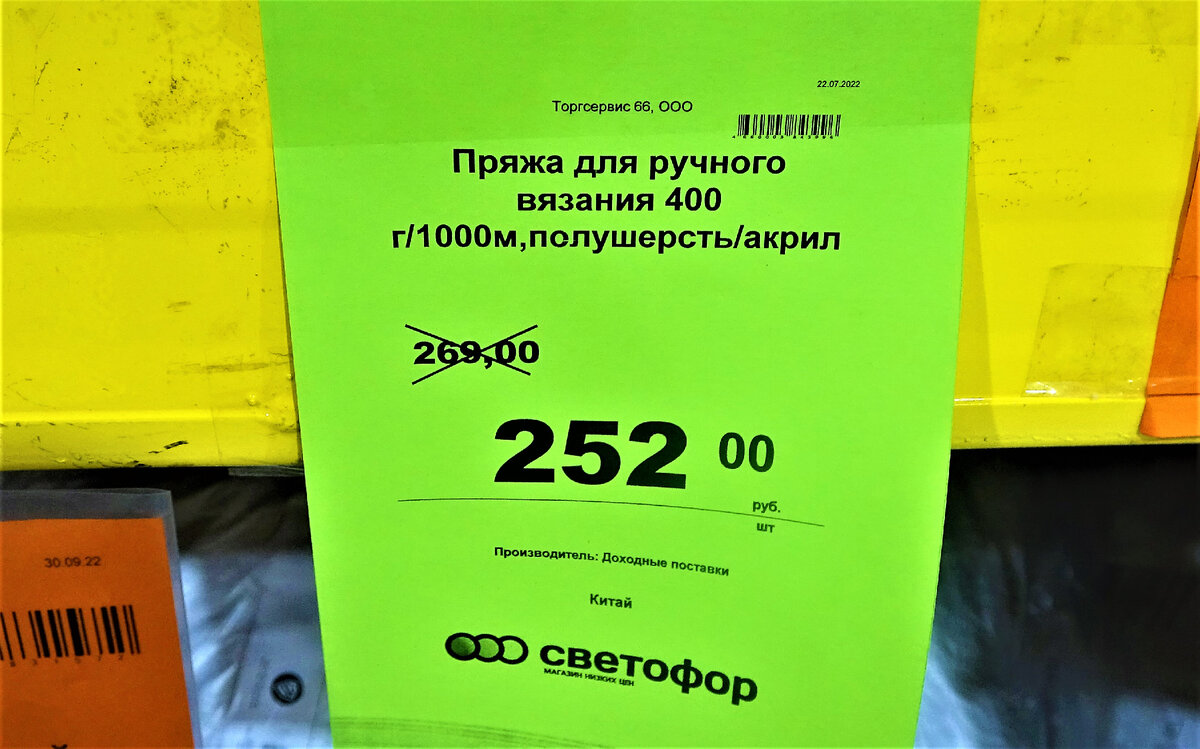 22.07.2022
Торгсервис 66, ООО
Пряжа для ручного
вязания 400
г/1000м,полушерсть/акрил
269,00
252 00
руб.
шт
Производитель: Доходные поставки
Китай
светофор
МАГАЗИН НИЗКИХ ЦЕН
30.09.22